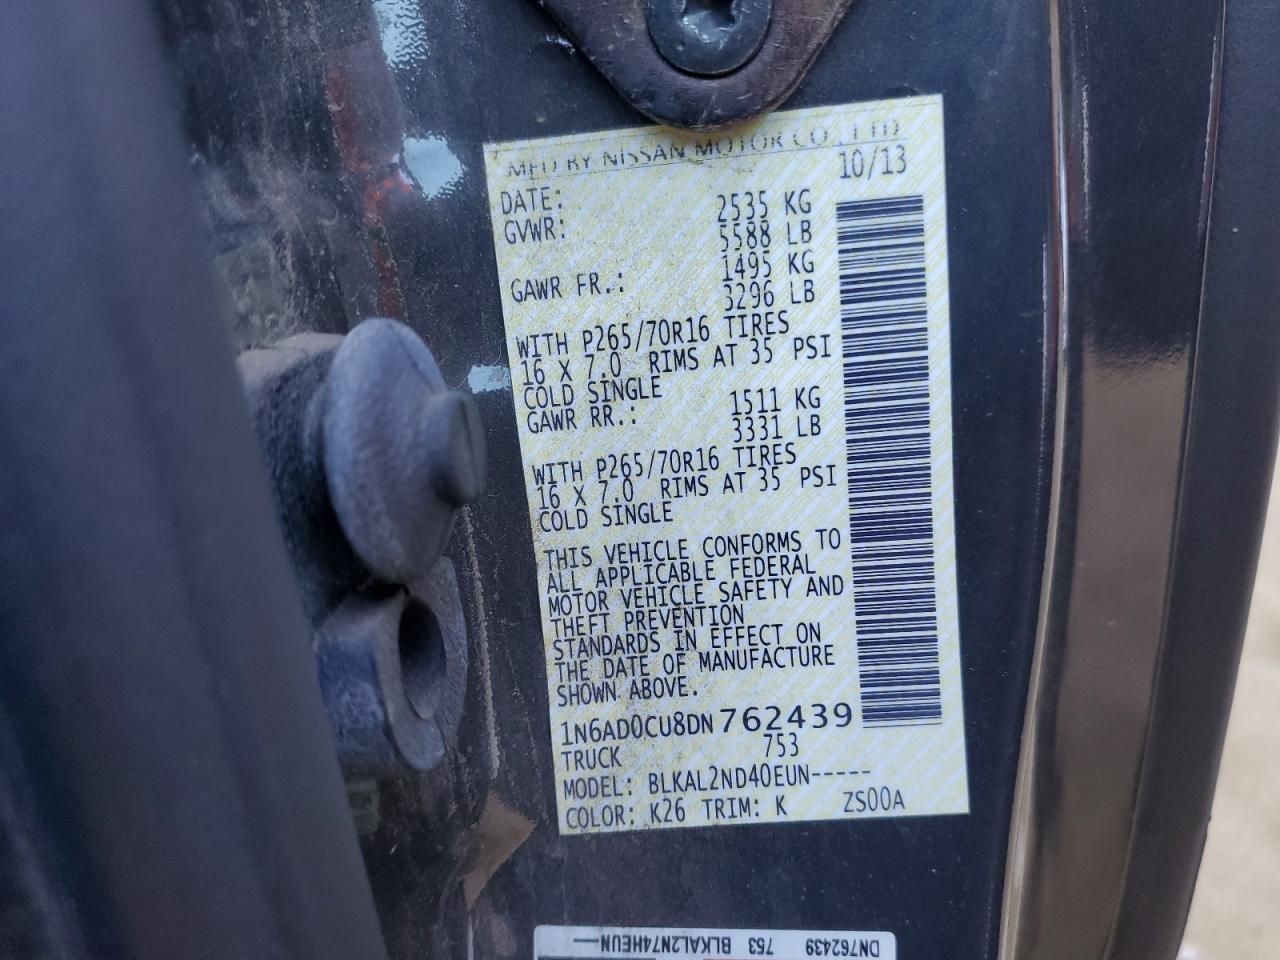 MFD BY NISSAN MOTOR CO., LTD
DATE: 10/13
GVWR: 2535 KG
5588 LB
GAWR FR.: 1495 KG
3296 LB
WITH P265/70R16 TIRES
16 X 7.0 RIMS AT 35 PSI
COLD SINGLE
GAWR RR.: 1511 KG
3331 LB
WITH P265/70R16 TIRES
16 X 7.0 RIMS AT 35 PSI
COLD SINGLE
THIS VEHICLE CONFORMS TO
ALL APPLICABLE FEDERAL
MOTOR VEHICLE SAFETY AND
THEFT PREVENTION
STANDARDS IN EFFECT ON
THE DATE OF MANUFACTURE
SHOWN ABOVE.
1N6AD0CU8DN762439
TRUCK 753
MODEL: BLKAL2ND40EUN-----
COLOR: K26 TRIM: K ZS00A
DN762439 753 BLKAL2N74HEUN—